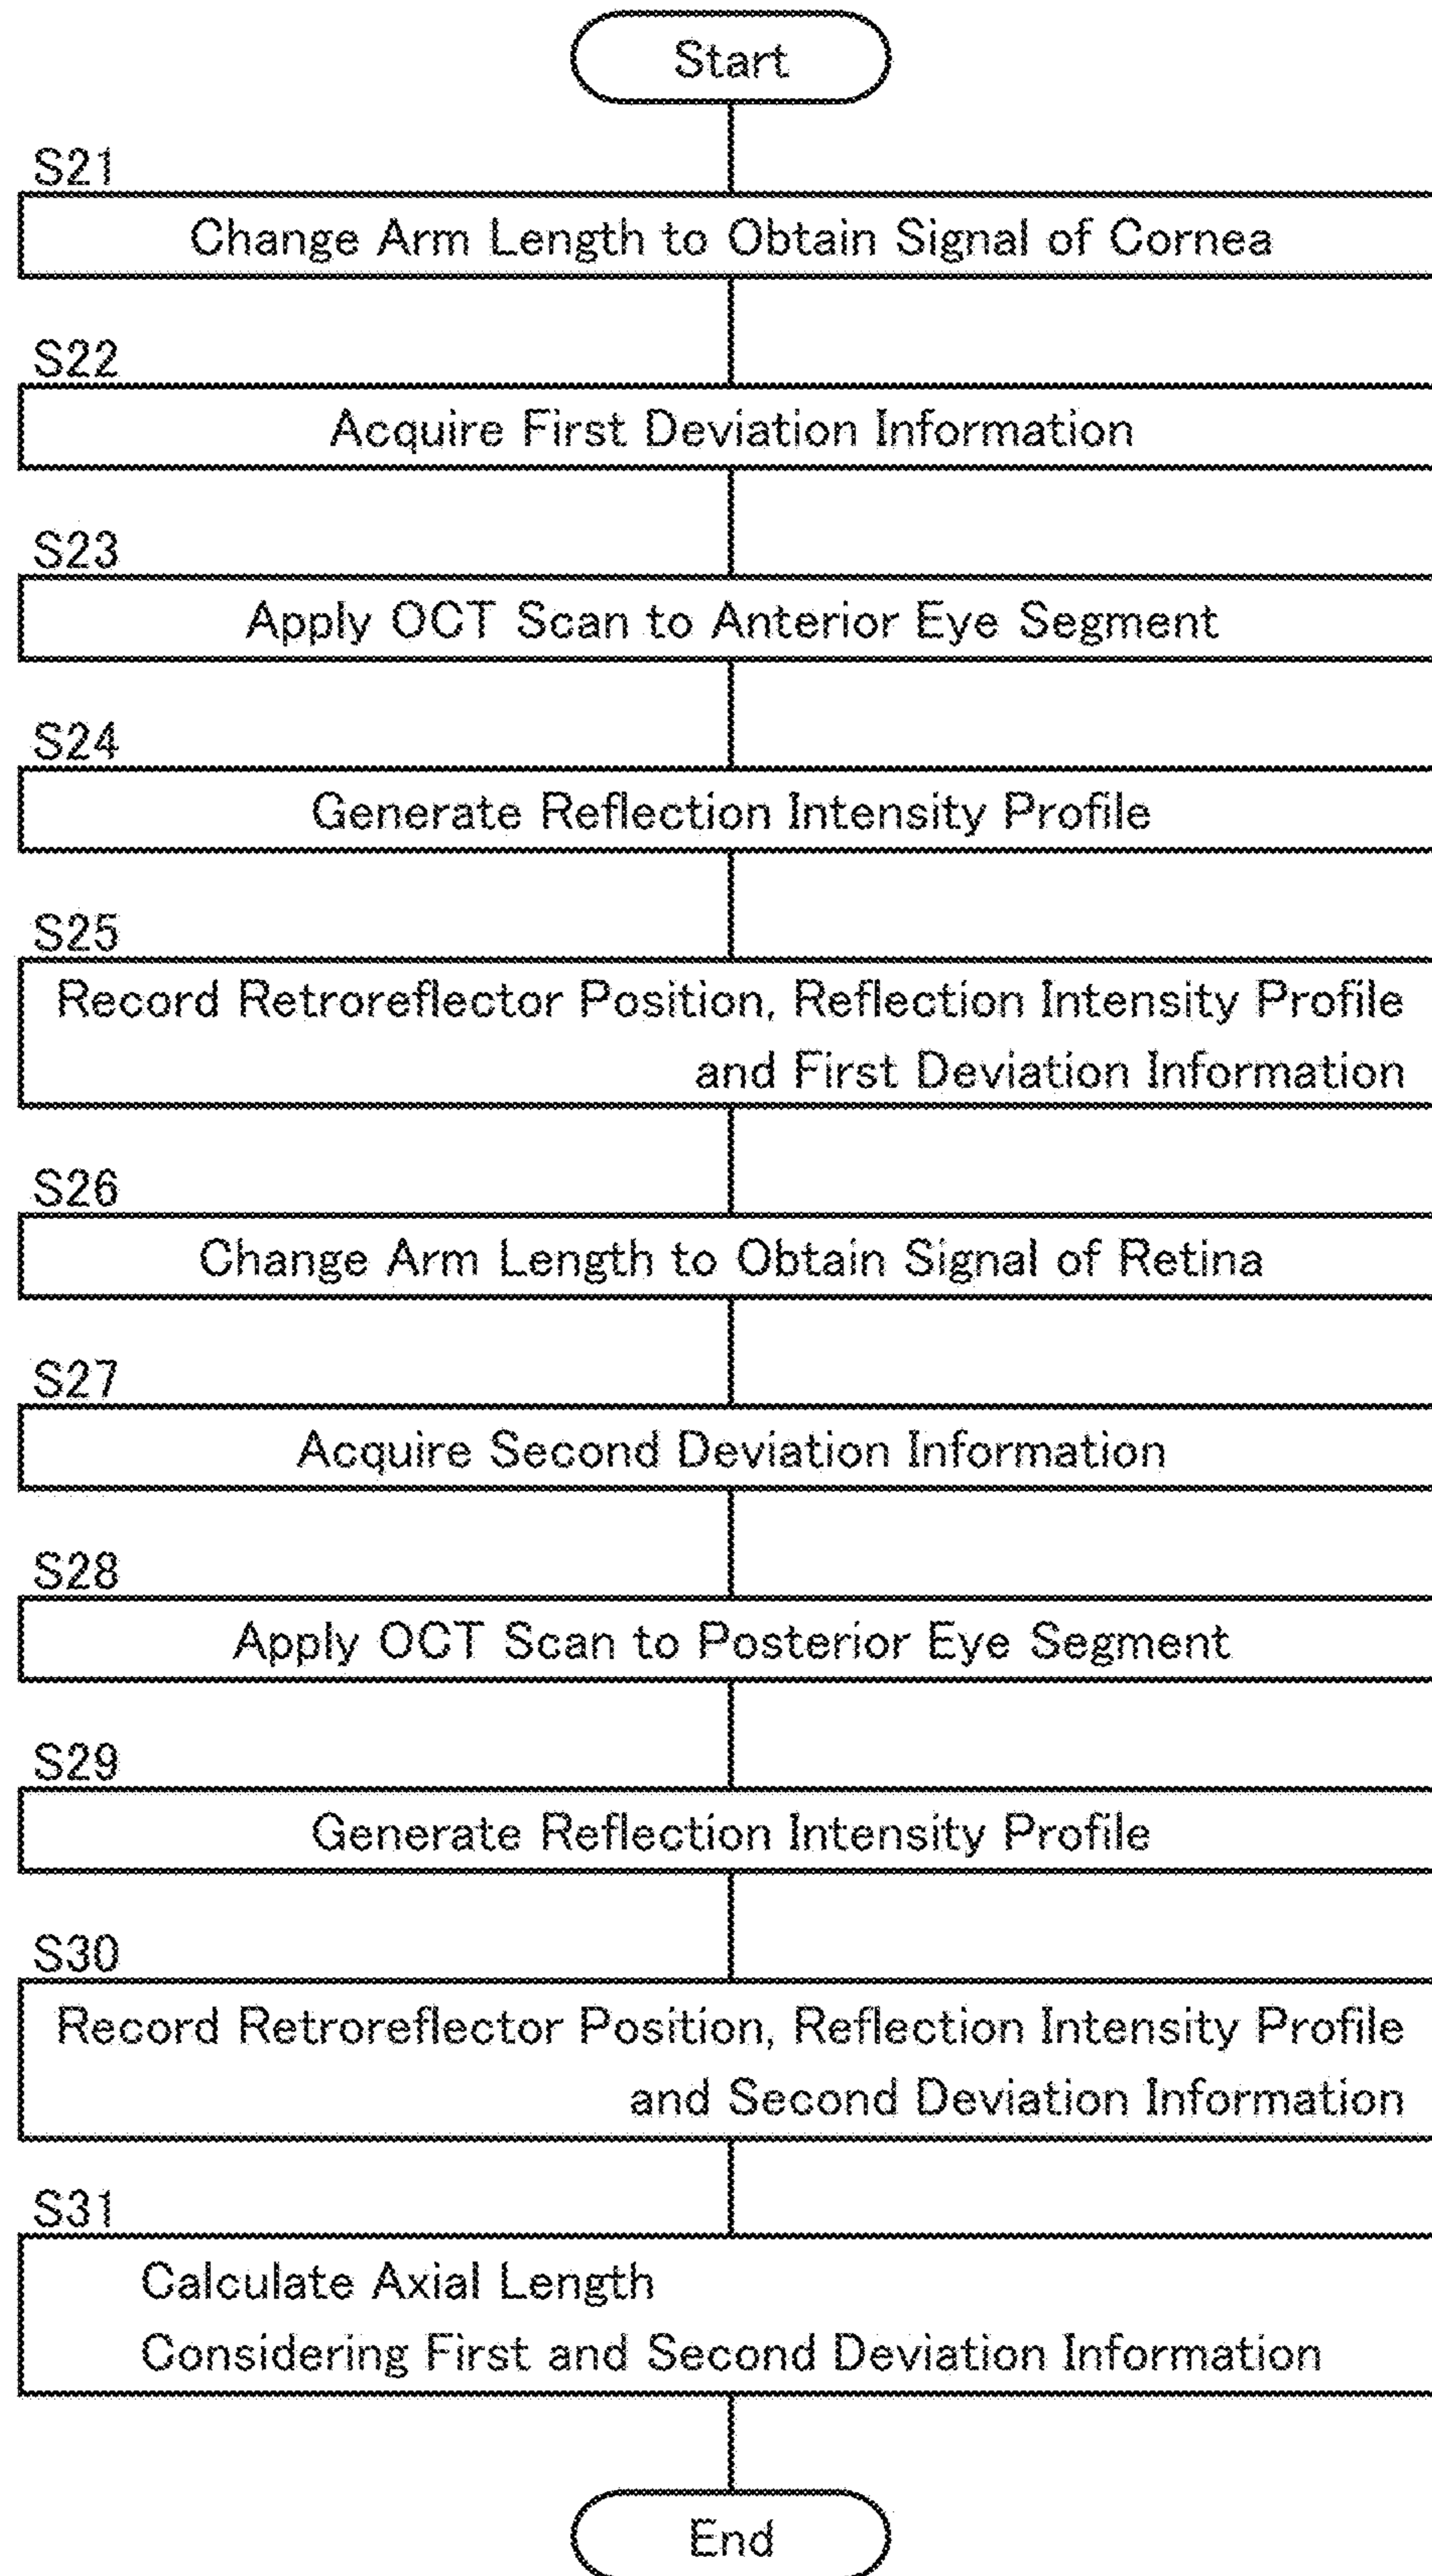 Start
S21
Change Arm Length to Obtain Signal of Cornea
S22
Acquire First Deviation Information
S23
Apply OCT Scan to Anterior Eye Segment
S24
Generate Reflection Intensity Profile
S25
Record Retroreflector Position, Reflection Intensity Profile
and First Deviation Information
S26
Change Arm Length to Obtain Signal of Retina
S27
Acquire Second Deviation Information
S28
Apply OCT Scan to Posterior Eye Segment
S29
Generate Reflection Intensity Profile
S30
Record Retroreflector Position, Reflection Intensity Profile
and Second Deviation Information
S31
Calculate Axial Length
Considering First and Second Deviation Information
End